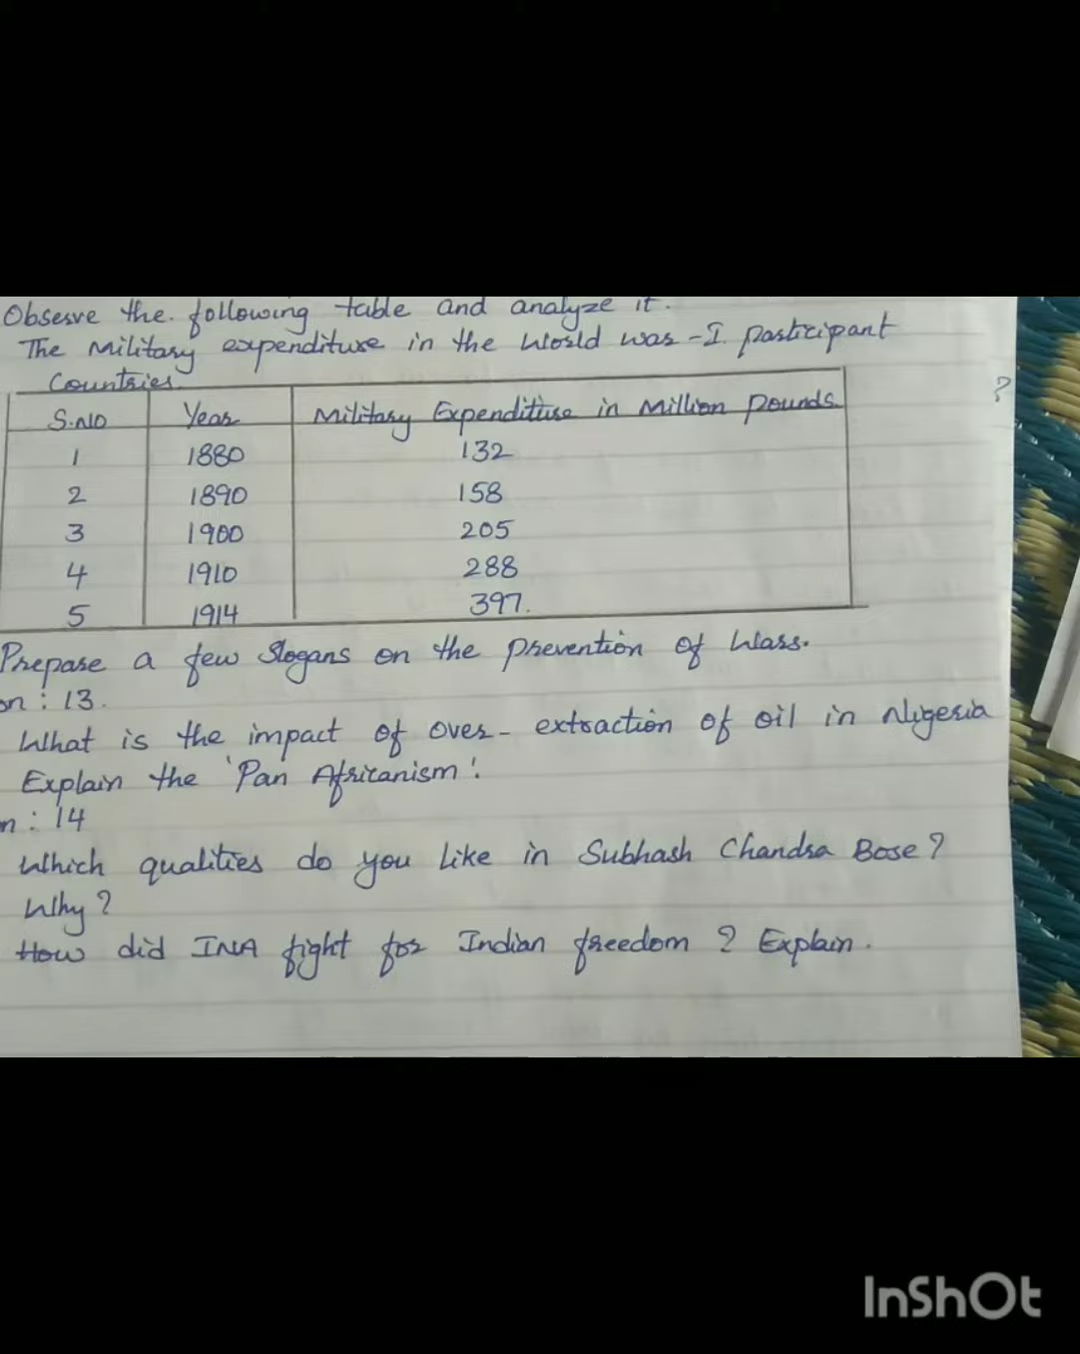 Observe the following table and analyze it.
The Military expenditure in the World war-I participant
Countries.
S.NO Year Military Expenditure in Million pounds
1 1880 132
2 1890 158
3 1900 205
4 1910 288
5 1914 397.
?
Prepare a few Slogans on the prevention of Wars.
on : 13.
What is the impact of over-extraction of oil in Nigeria
Explain the 'Pan Africanism'.
n : 14
Which qualities do you like in Subhash Chandra Bose?
Why?
How did INA fight for Indian freedom? Explain.
InShOt